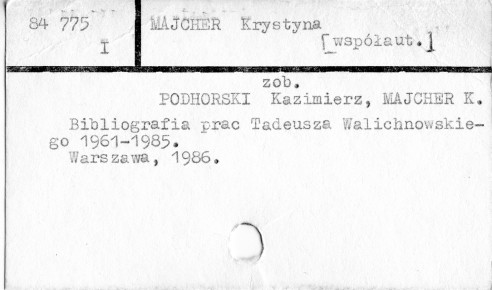 84 775
I
MAJCHER Krystyna
[współaut.]
zob.
PODHORSKI Kazimierz, MAJCHER K.
Bibliografia prac Tadeusza Walichnowskie-
go 1961-1985.
Warszawa, 1986.